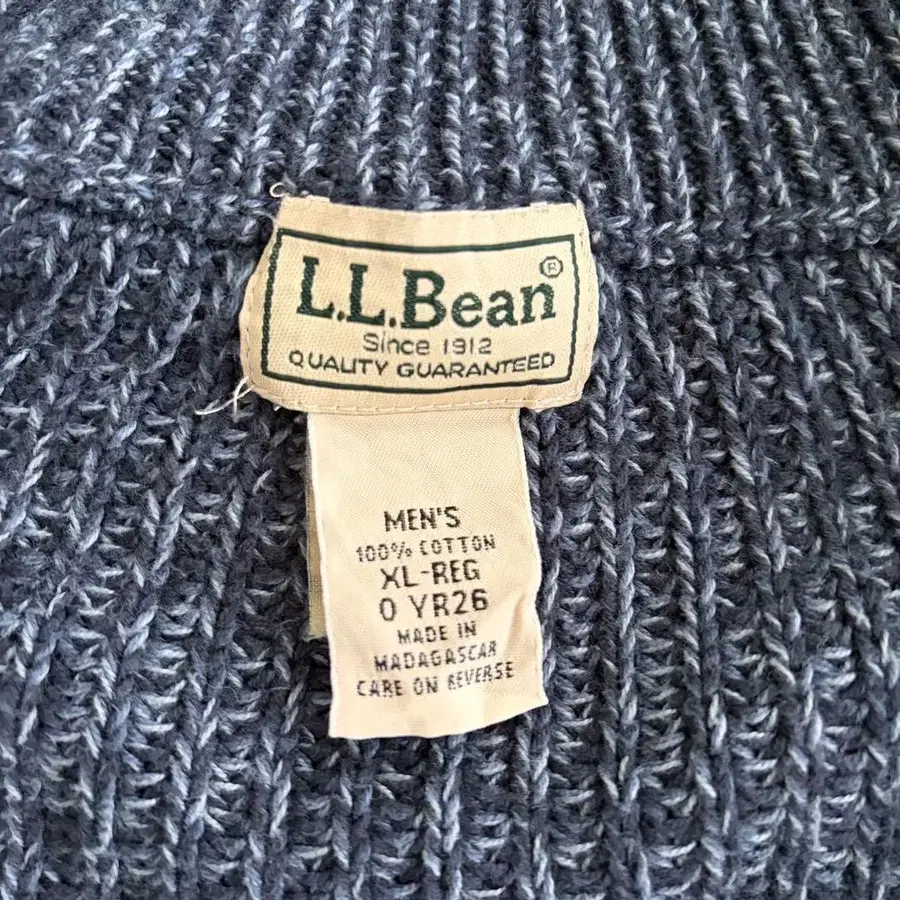 L.L.Bean®
Since 1912
QUALITY GUARANTEED
MEN'S
100% COTTON
XL-REG
0 YR26
MADE IN
MADAGASCAR
CARE ON REVERSE